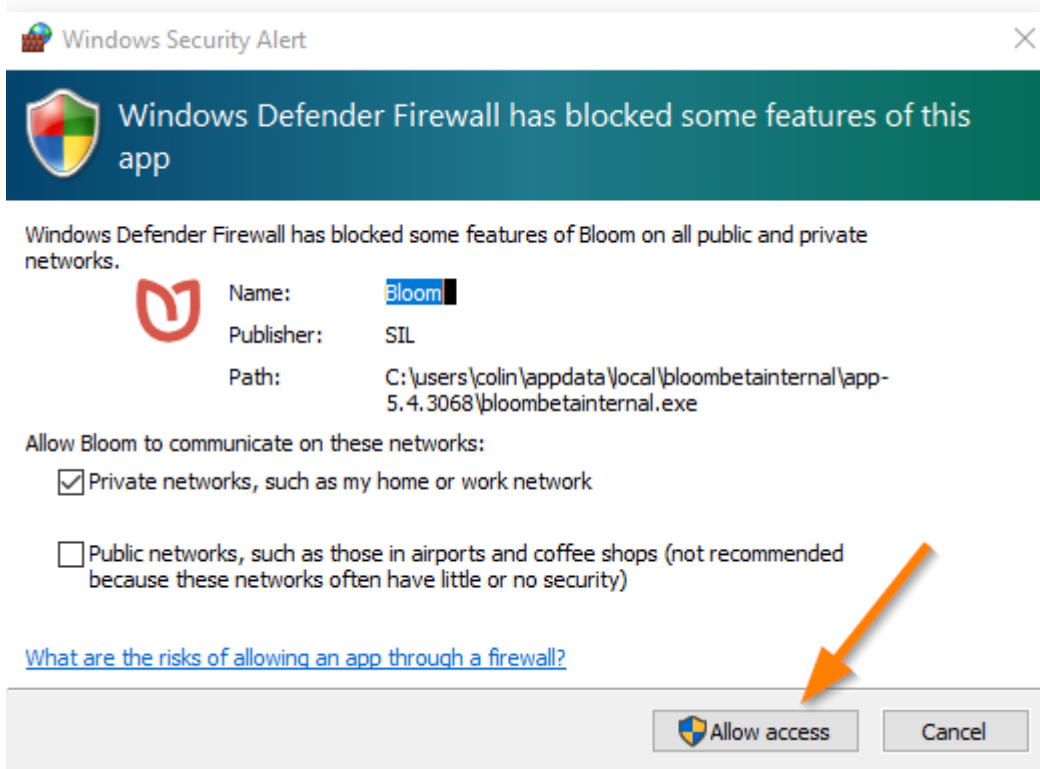 Windows Security Alert
Windows Defender Firewall has blocked some features of this
app
Windows Defender Firewall has blocked some features of Bloom on all public and private
networks.
Name: Bloom
Publisher: SIL
Path: C:\users\colin\appdata\local\bloombetainternal\app-
5.4.3068\bloombetainternal.exe
Allow Bloom to communicate on these networks:
Private networks, such as my home or work network
Public networks, such as those in airports and coffee shops (not recommended
because these networks often have little or no security)
What are the risks of allowing an app through a firewall?
Allow access Cancel